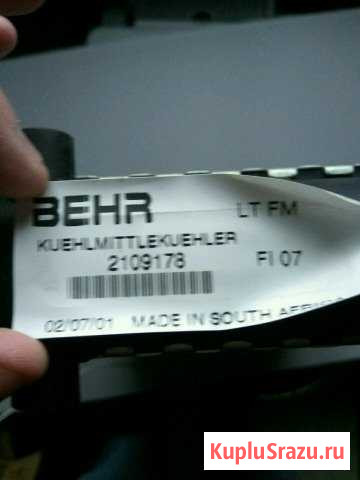 BEHR LT FM
KUEHLMITTLEKUEHLER
2109178 FI 07
02/07/01 MADE IN SOUTH
KupluSrazu.ru